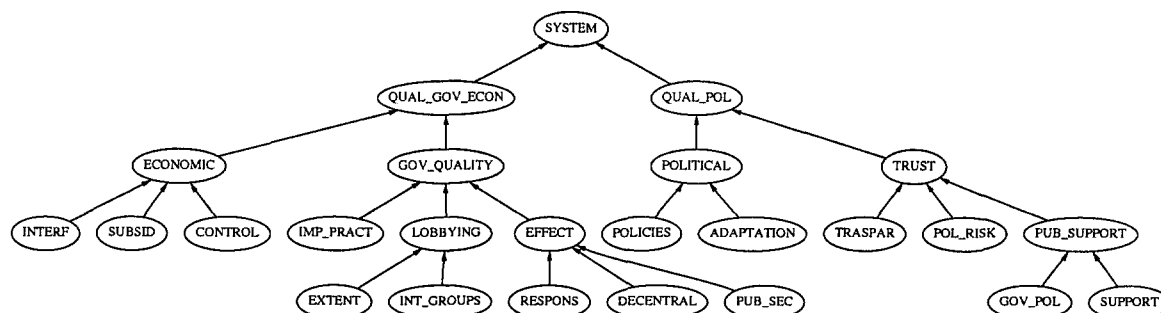 SYSTEM
QUAL_GOV_ECON QUAL_POL
ECONOMIC GOV_QUALITY POLITICAL TRUST
INTERF SUBSID CONTROL IMP_PRACT LOBBYING EFFECT POLICIES ADAPTATION TRASPAR POL_RISK PUB_SUPPORT
EXTENT INT_GROUPS RESPONS DECENTRAL PUB_SEC GOV_POL SUPPORT